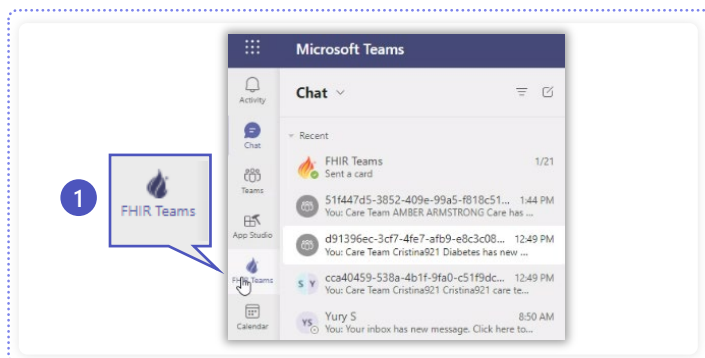 Microsoft Teams
Activity
Chat
Teams
App Studio
FHIR Teams
Calendar
Chat
Recent
FHIR Teams 1/21
Sent a card
51f447d5-3852-409e-99a5-f818c51... 1:44 PM
You: Care Team AMBER ARMSTRONG Care has ...
d91396ec-3cf7-4fe7-afb9-e8c3c08... 12:49 PM
You: Care Team Cristina921 Diabetes has new ...
S Y cca40459-538a-4b1f-9fa0-c51f9dc... 12:49 PM
You: Care Team Cristina921 Cristina921 care te...
YS Yury S 8:50 AM
You: Your inbox has new message. Click here to...
1
FHIR Teams